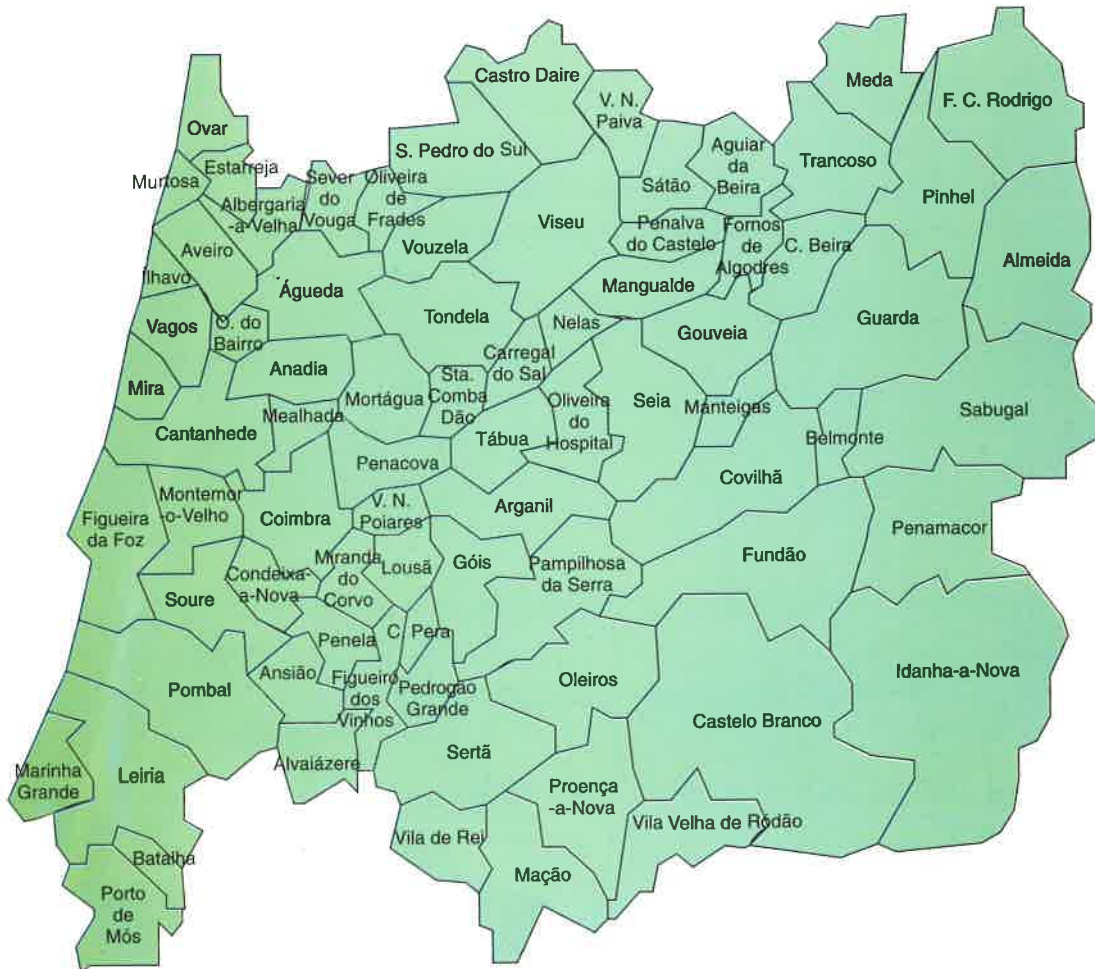 Castro Daire
Meda
F. C. Rodrigo
V. N.
Paiva
Ovar
S. Pedro do Sul
Aguiar
da
Beira
Trancoso
Estarreja
Murtosa
Sever
do
Vouga
Oliveira
de
Frades
Sátão
Pinhel
Albergaria
-a-Velha
Viseu
Penalva
do Castelo
Fornos
de
Algodres
C. Beira
Vouzela
Aveiro
Almeida
Ílhavo
Águeda
Mangualde
Tondela
Guarda
Vagos
O. do
Bairro
Nelas
Gouveia
Carregal
do Sal
Anadia
Sta.
Comba
Dão
Mira
Mortágua
Oliveira
do
Hospital
Seia
Manteigas
Sabugal
Mealhada
Cantanhede
Tábua
Belmonte
Penacova
Covilhã
Montemor
-o-Velho
V. N.
Poiares
Arganil
Figueira
da Foz
Coimbra
Penamacor
Miranda
do
Corvo
Lousã
Góis
Pampilhosa
da Serra
Fundão
Condeixa-
a-Nova
Soure
Penela
C. Pera
Ansião
Figueiró
dos
Vinhos
Pedrogão
Grande
Oleiros
Idanha-a-Nova
Pombal
Castelo Branco
Sertã
Alvaiázere
Marinha
Grande
Leiria
Proença
-a-Nova
Vila Velha de Ródão
Vila de Rei
Batalha
Mação
Porto
de
Mós